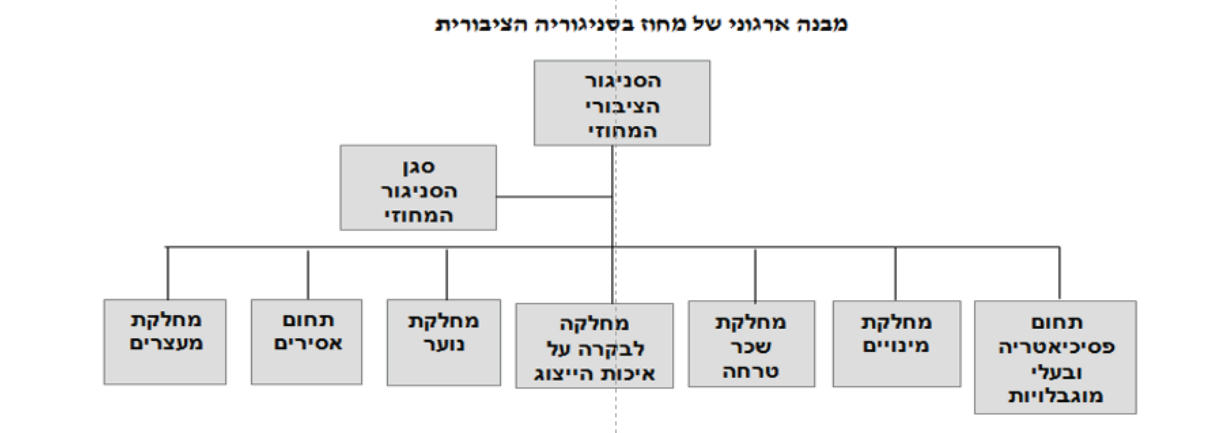 מבנה ארגוני של מחוז בסניגוריה הציבורית
הסניגור
הציבורי
המחוזי
סגן
הסניגור
המחוזי
תחום
פסיכיאטריה
ובעלי
מוגבלויות
מחלקת
מינויים
מחלקת
שכר
טרחה
מחלקה
לבקרה על
איכות הייצוג
מחלקת
נוער
תחום
אסירים
מחלקת
מעצרים